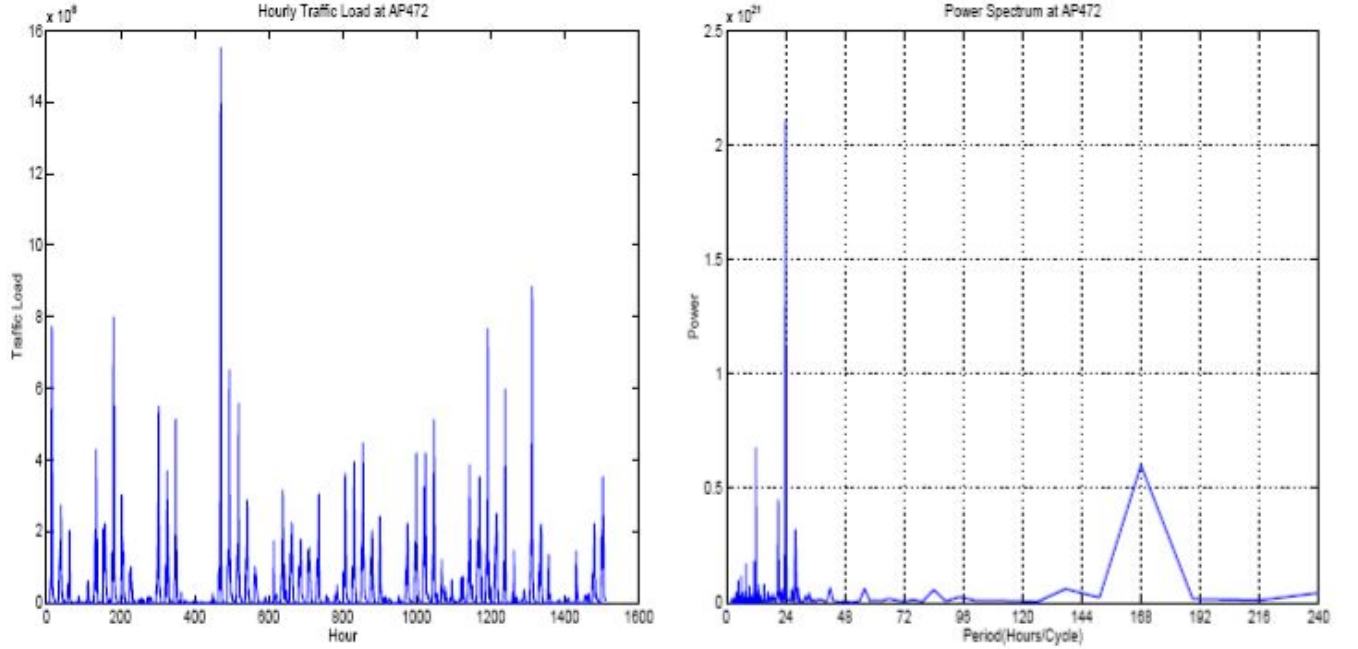 Hourly Traffic Load at AP472
x 10^8
16
14
12
10
8
6
4
2
0
Traffic Load
0 200 400 600 800 1000 1200 1400 1600
Hour
Power Spectrum at AP472
x 10^21
2.5
2
1.5
1
0.5
0
Power
0 24 48 72 96 120 144 168 192 216 240
Period(Hours/Cycle)